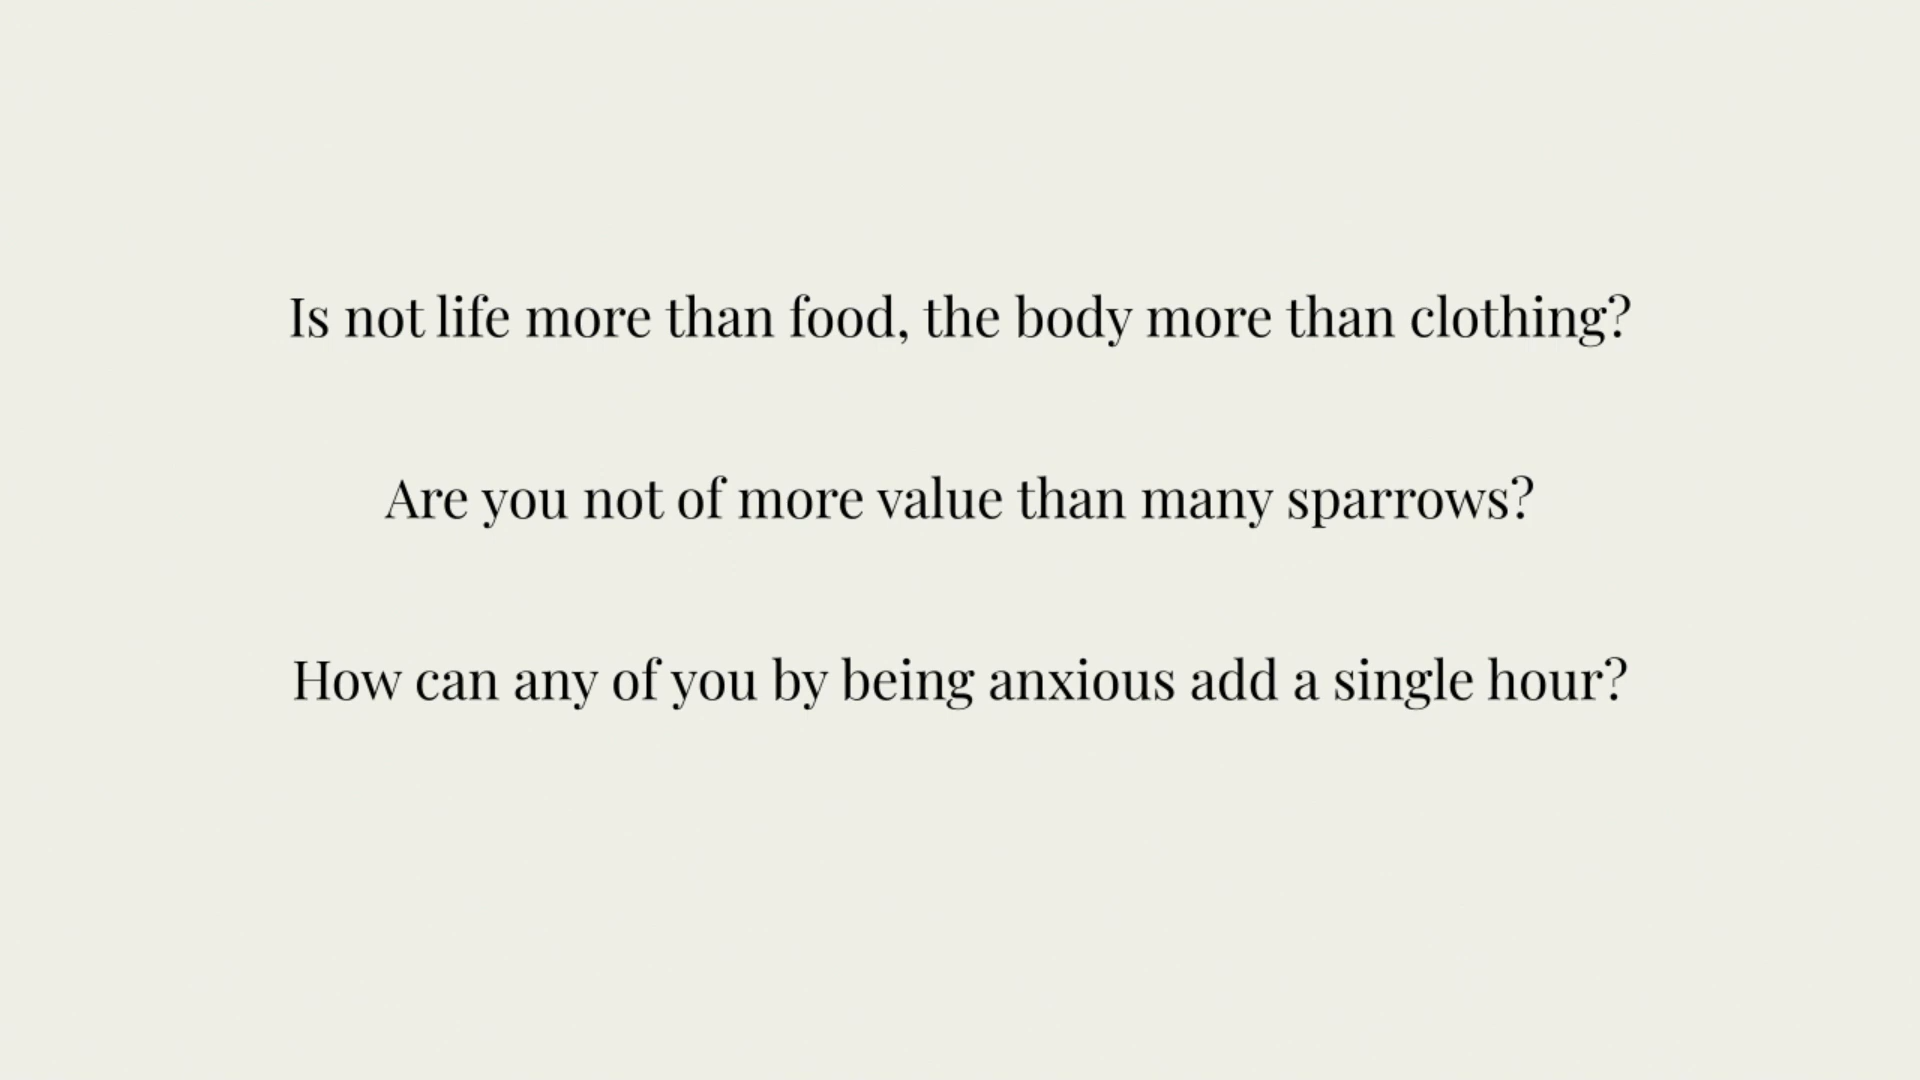 Is not life more than food, the body more than clothing?
Are you not of more value than many sparrows?
How can any of you by being anxious add a single hour?